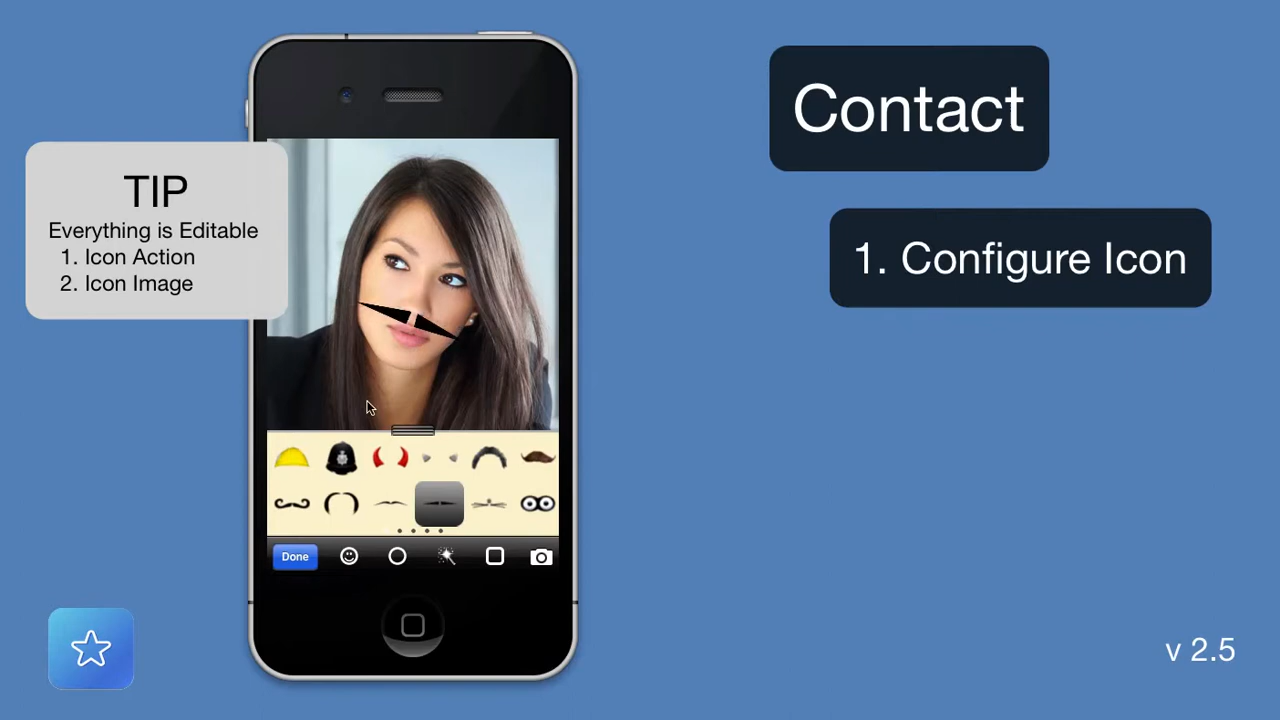 Contact
TIP
Everything is Editable
1. Icon Action
2. Icon Image
1. Configure Icon
Done
v 2.5